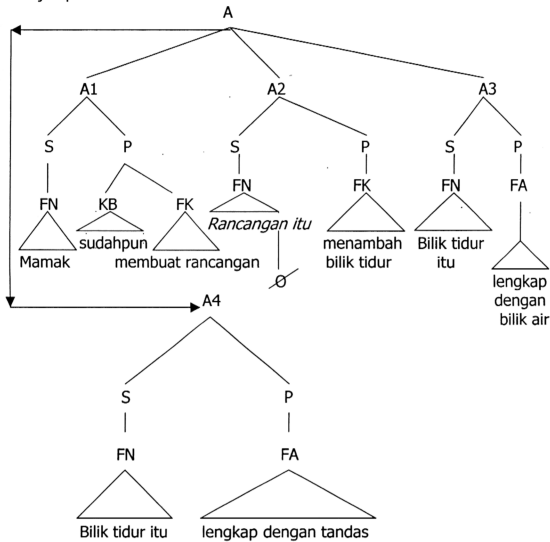 A
A1 A2 A3
S P S P S P
FN KB FK FN FK FN FA
Rancangan itu
sudahpun menambah Bilik tidur
Mamak membuat rancangan bilik tidur itu
Ø lengkap
dengan
bilik air
A4
S P
FN FA
Bilik tidur itu lengkap dengan tandas